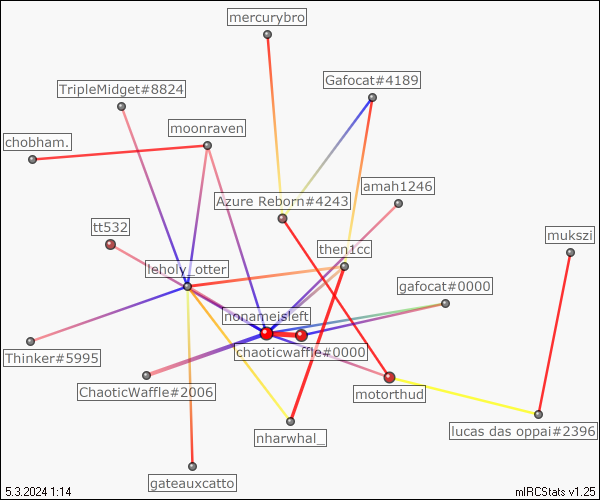 mercurybro
Gafocat#4189
TripleMidget#8824
moonraven
chobham.
amah1246
Azure Reborn#4243
tt532
mukszi
then1cc
leholy_otter
gafocat#0000
nonameisleft
chaoticwaffle#0000
Thinker#5995
ChaoticWaffle#2006
motorthud
lucas das oppai#2396
nharwhal_
gateauxcatto
5.3.2024 1:14
mIRCStats v1.25